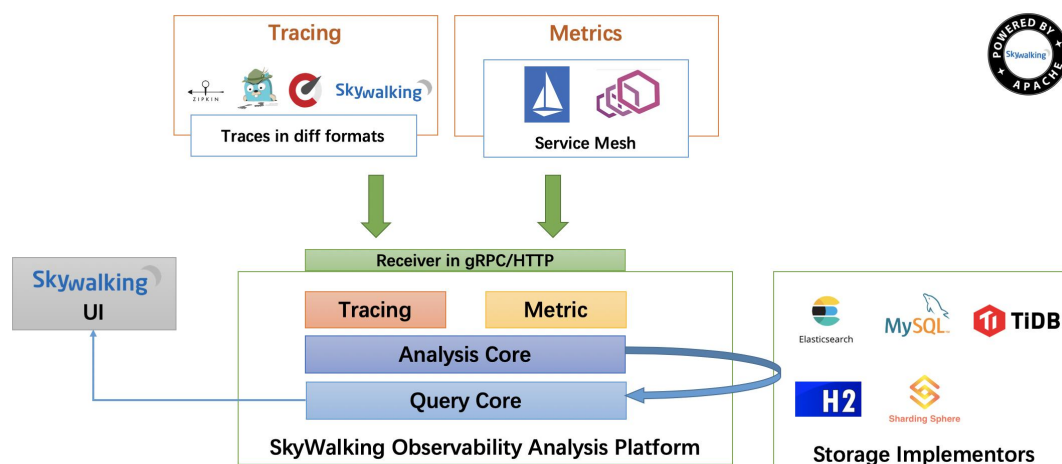 Tracing
Metrics
POWERED BY
Skywalking
APACHE
ZIPKIN
Skywalking
Traces in diff formats
Service Mesh
Receiver in gRPC/HTTP
Skywalking
UI
Tracing
Metric
Analysis Core
Query Core
SkyWalking Observability Analysis Platform
Elasticsearch
MySQL
TiDB
H2
Sharding Sphere
Storage Implementors